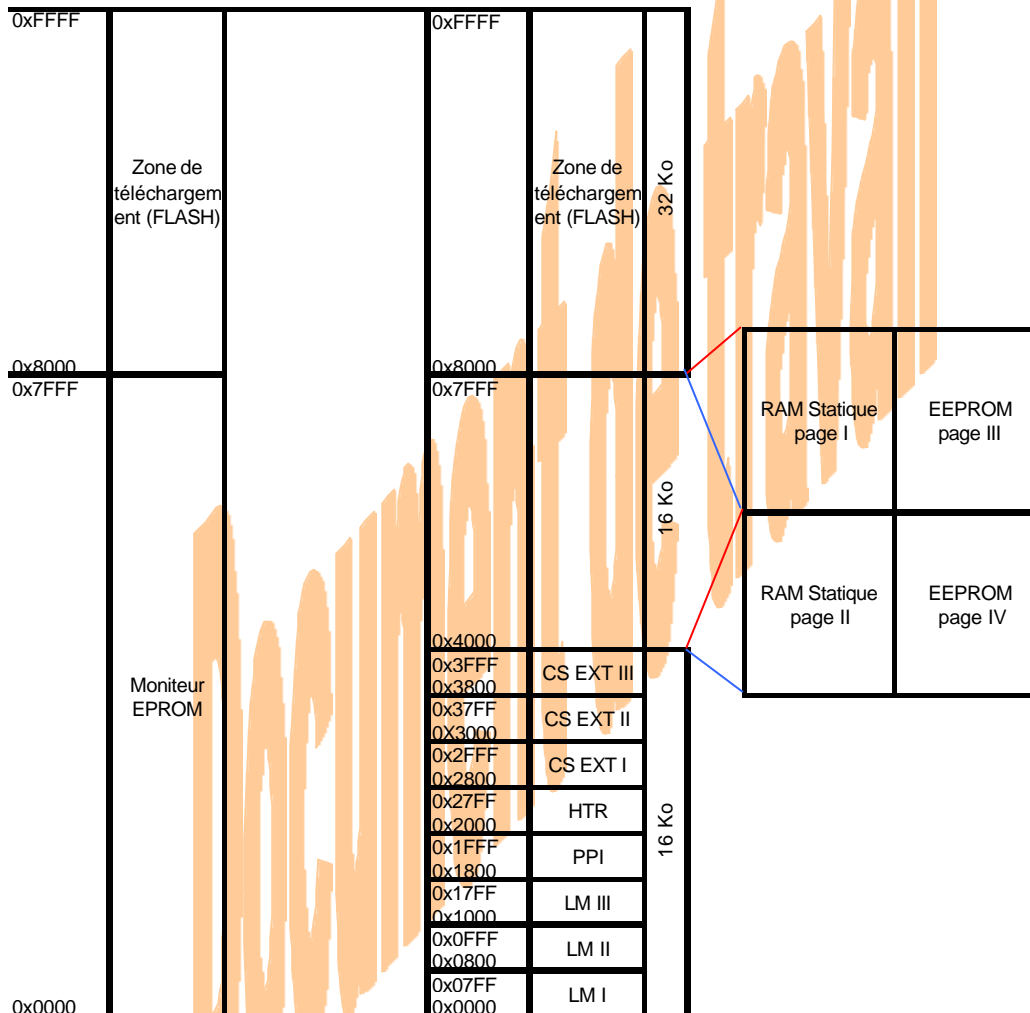 0xFFFF
Zone de
téléchargem
ent (FLASH)
0x8000
0x7FFF
Moniteur
EPROM
0x0000
0xFFFF
Zone de
téléchargem
ent (FLASH)
32 Ko
0x8000
0x7FFF
16 Ko
0x4000
0x3FFF
CS EXT III
0x3800
0x37FF
CS EXT II
0X3000
0x2FFF
CS EXT I
0x2800
0x27FF
HTR
0x2000
0x1FFF
PPI
0x1800
0x17FF
LM III
0x1000
0x0FFF
LM II
0x0800
0x07FF
LM I
0x0000
16 Ko
RAM Statique
page I
EEPROM
page III
RAM Statique
page II
EEPROM
page IV
Document de travail